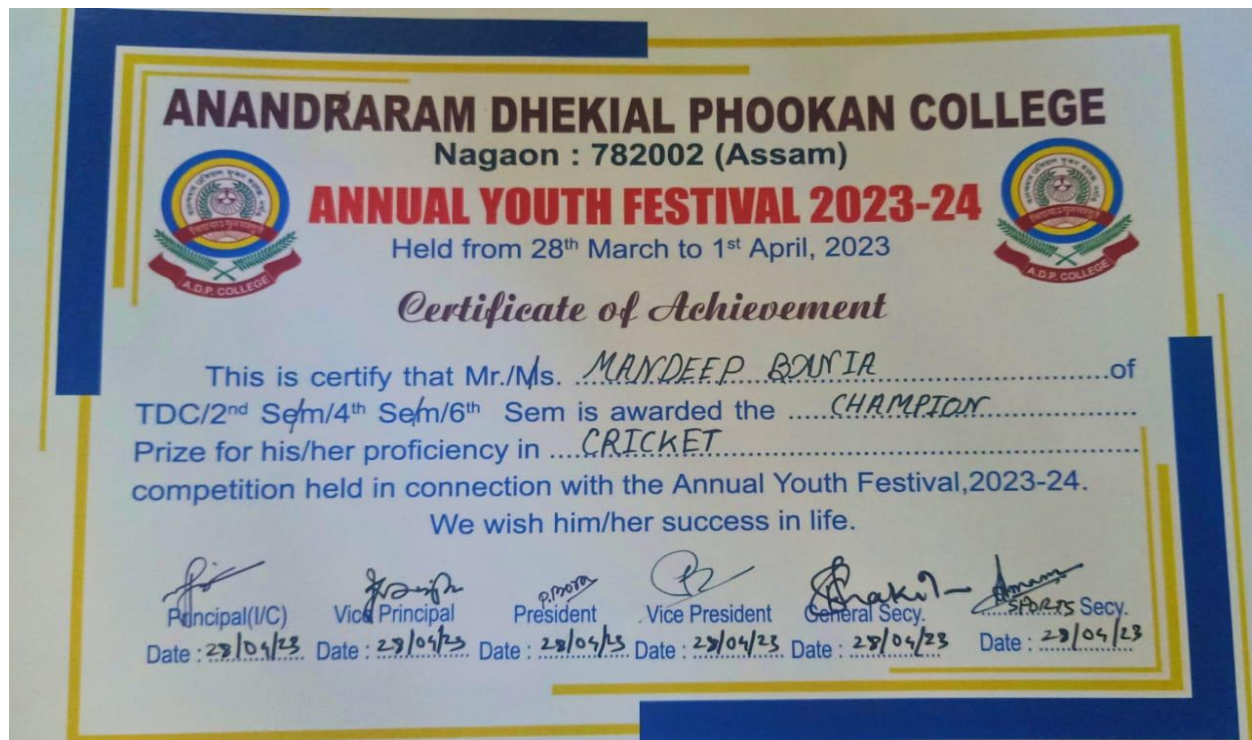 ANANDRARAM DHEKIAL PHOOKAN COLLEGE
Nagaon : 782002 (Assam)
ANNUAL YOUTH FESTIVAL 2023-24
Held from 28th March to 1st April, 2023
A.D.P. COLLEGE
A.D.P. COLLEGE
Certificate of Achievement
This is certify that Mr./Ms. MANDEEP BONIA of
TDC/2nd Sem/4th Sem/6th Sem is awarded the CHAMPION
Prize for his/her proficiency in CRICKET
competition held in connection with the Annual Youth Festival,2023-24.
We wish him/her success in life.
P.Bora
Principal(I/C) Vice Principal President Vice President General Secy. SPORTS Secy.
Date : 28/04/23 Date : 28/04/23 Date : 28/04/23 Date : 28/04/23 Date : 28/04/23 Date : 28/04/23